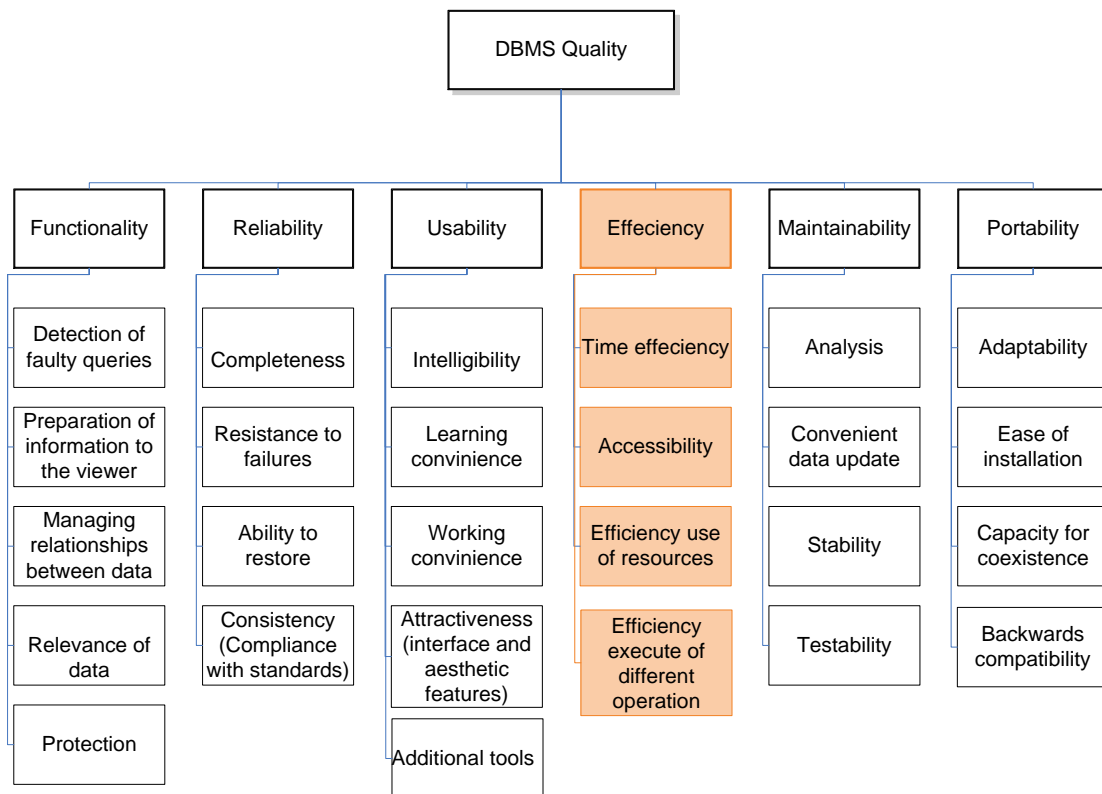 DBMS Quality
Functionality
Reliability
Usability
Effeciency
Maintainability
Portability
Detection of
faulty queries
Preparation of
information to
the viewer
Managing
relationships
between data
Relevance of
data
Protection
Completeness
Resistance to
failures
Ability to
restore
Consistency
(Compliance
with standards)
Intelligibility
Learning
convinience
Working
convinience
Attractiveness
(interface and
aesthetic
features)
Additional tools
Time effeciency
Accessibility
Efficiency use
of resources
Efficiency
execute of
different
operation
Analysis
Convenient
data update
Stability
Testability
Adaptability
Ease of
installation
Capacity for
coexistence
Backwards
compatibility